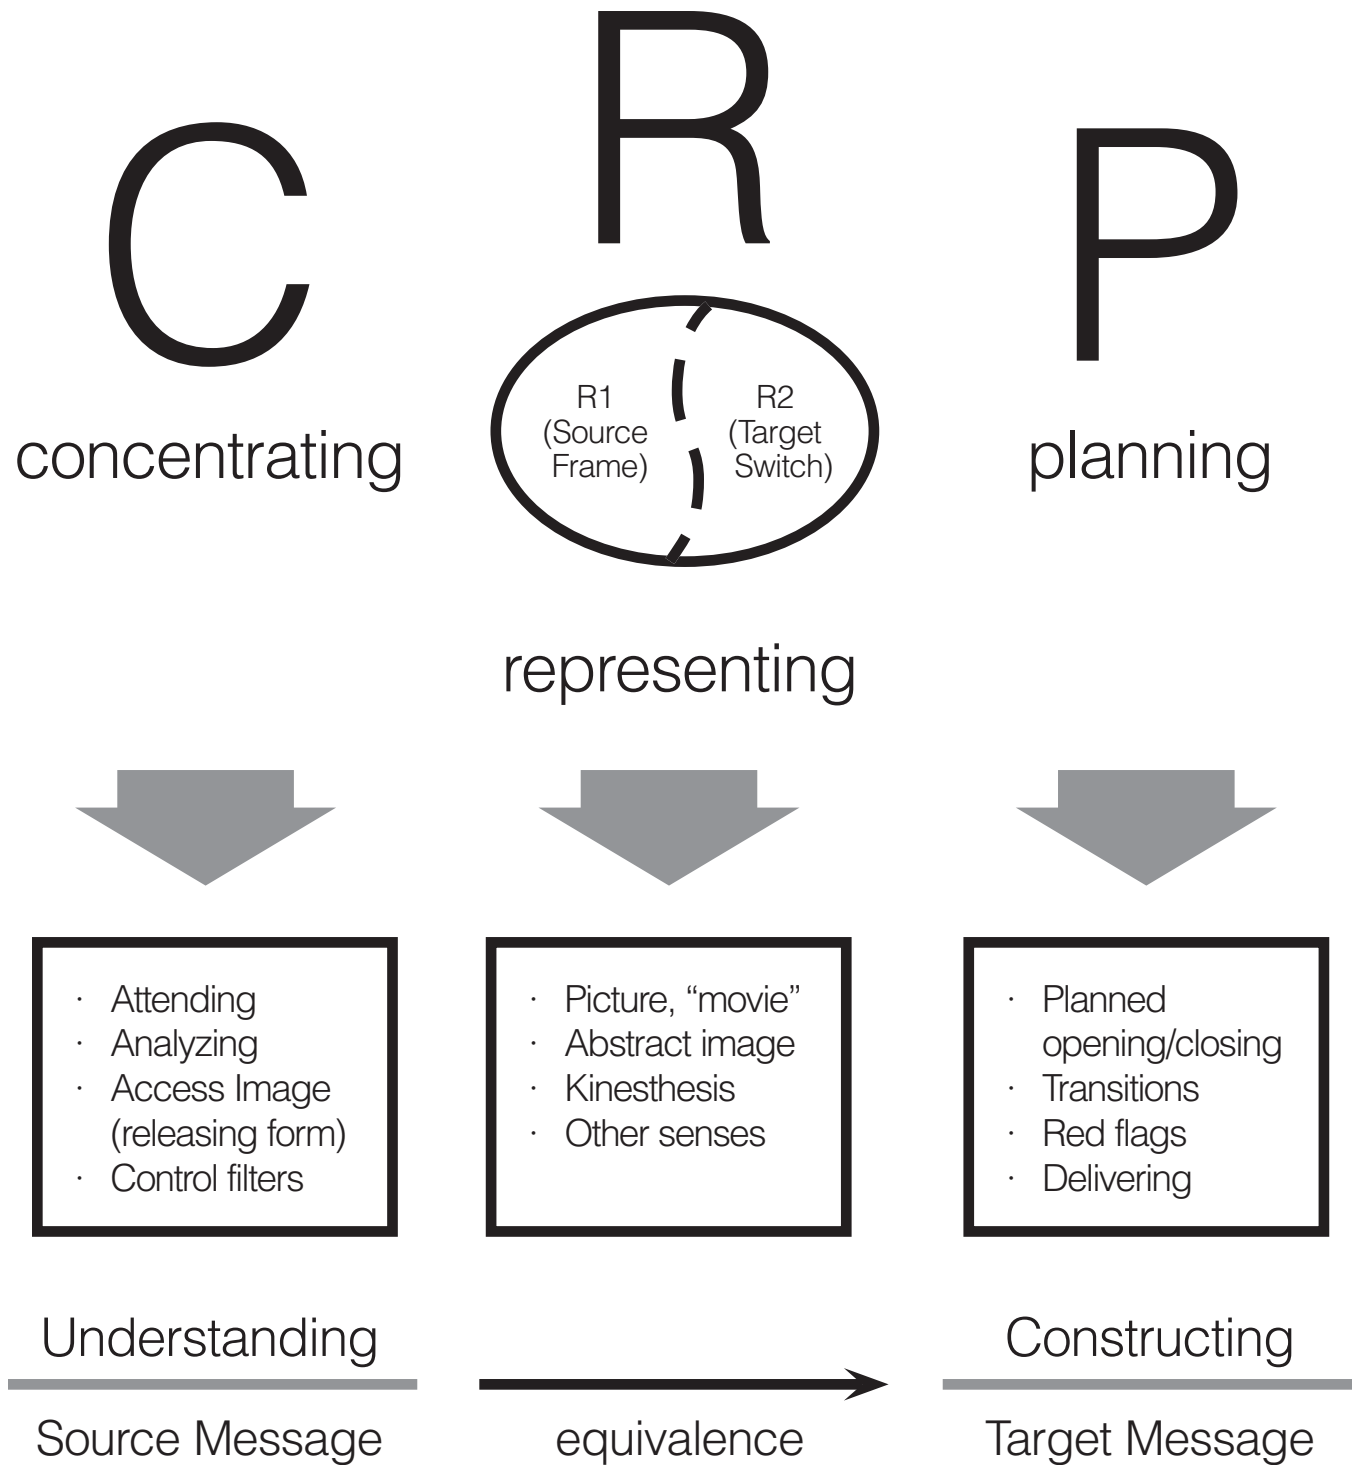 C
R
P
concentrating
R1
(Source
Frame)
R2
(Target
Switch)
planning
representing
· Attending
· Analyzing
· Access Image
(releasing form)
· Control filters
· Picture, “movie”
· Abstract image
· Kinesthesis
· Other senses
· Planned
opening/closing
· Transitions
· Red flags
· Delivering
Understanding
Source Message
equivalence
Constructing
Target Message